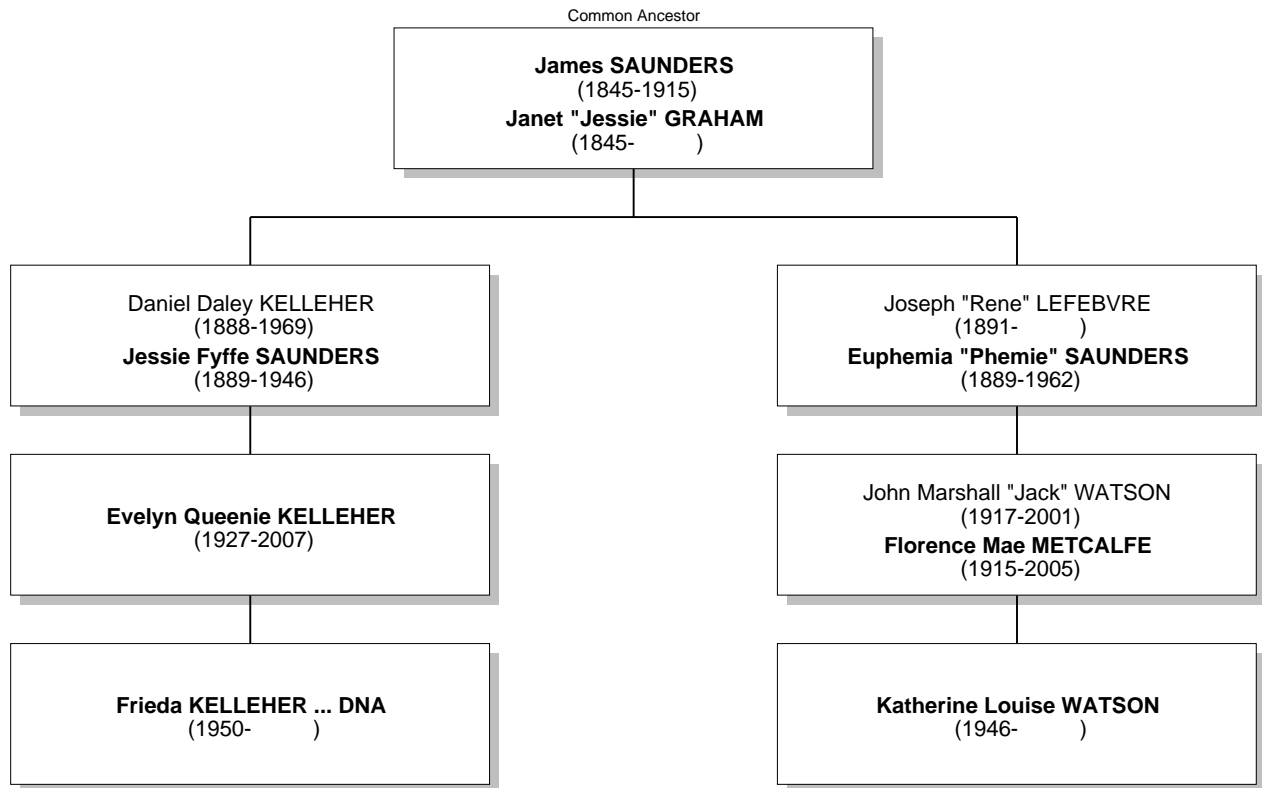 Common Ancestor
James SAUNDERS
(1845-1915)
Janet "Jessie" GRAHAM
(1845- )
Daniel Daley KELLEHER
(1888-1969)
Jessie Fyffe SAUNDERS
(1889-1946)
Joseph "Rene" LEFEBVRE
(1891- )
Euphemia "Phemie" SAUNDERS
(1889-1962)
Evelyn Queenie KELLEHER
(1927-2007)
John Marshall "Jack" WATSON
(1917-2001)
Florence Mae METCALFE
(1915-2005)
Frieda KELLEHER ... DNA
(1950- )
Katherine Louise WATSON
(1946- )